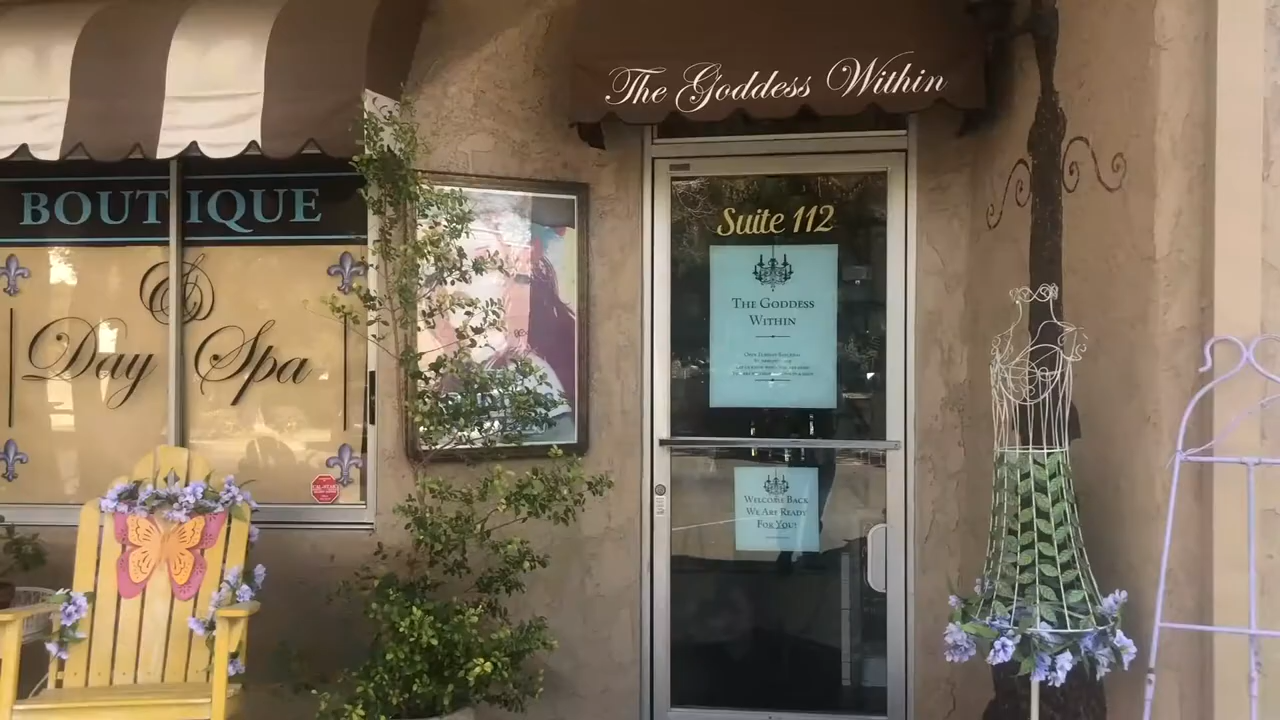 The Goddess Within
BOUTIQUE
&
Day Spa
Suite 112
THE GODDESS
WITHIN
WELCOME BACK
WE ARE READY
FOR YOU!